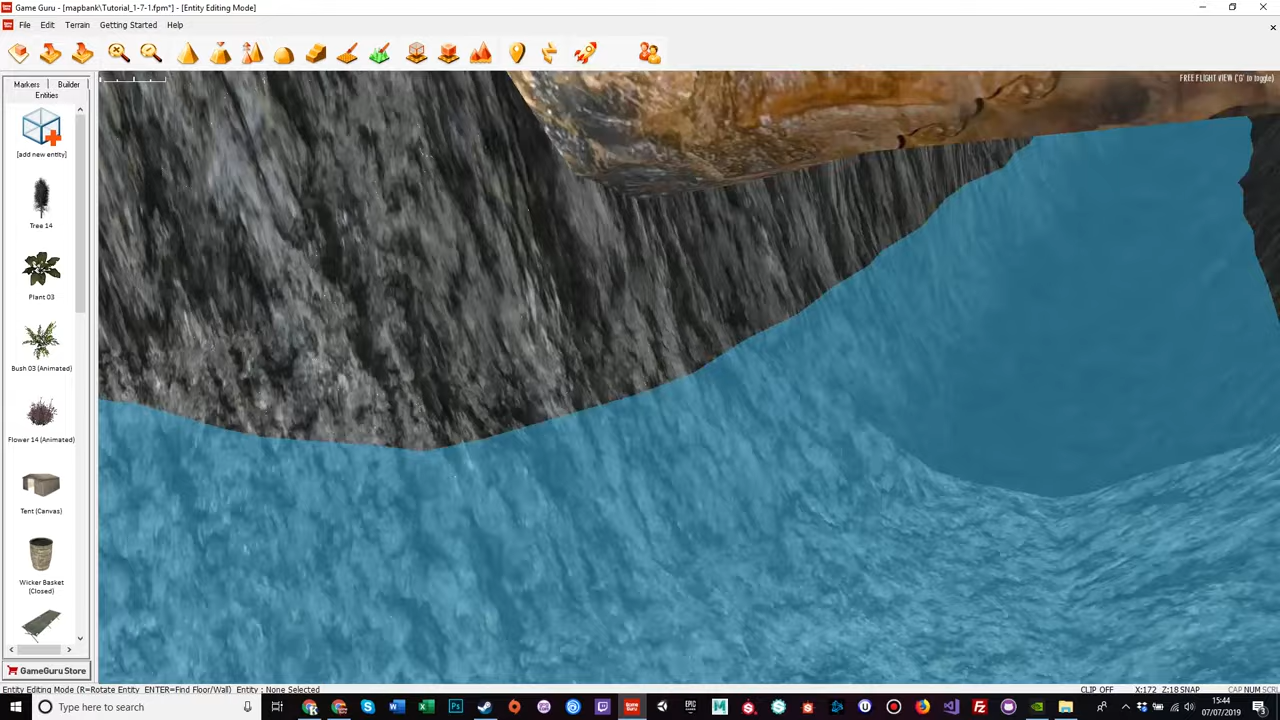 Game Guru - [mapbank\Tutorial_1-7-1.fpm*] - [Entity Editing Mode]
File Edit Terrain Getting Started Help
Markers Builder
Entities
FREE FLIGHT VIEW ('G' to toggle)
[add new entity]
Tree 14
Plant 03
Bush 03 (Animated)
Flower 14 (Animated)
Tent (Canvas)
Wicker Basket
(Closed)
GameGuru Store
Entity Editing Mode (R=Rotate Entity ENTER=Find Floor/Wall) Entity : None Selected
CLIP OFF X:172 Z:18 SNAP CAP NUM SCRL
Type here to search
15:44
07/07/2019